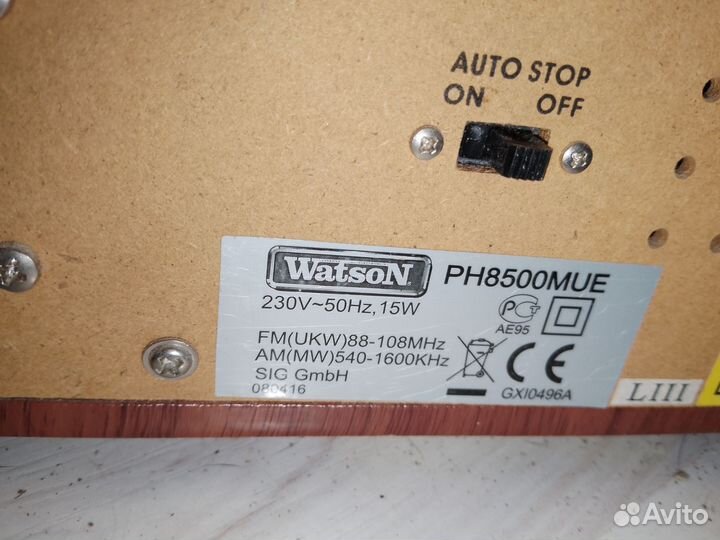 AUTO STOP
ON OFF
WatsoN PH8500MUE
230V~50Hz, 15W
AE95
FM(UKW)88-108MHz
AM(MW)540-1600KHz
SIG GmbH
080416
CE
GXI0496A
LIII
Avito